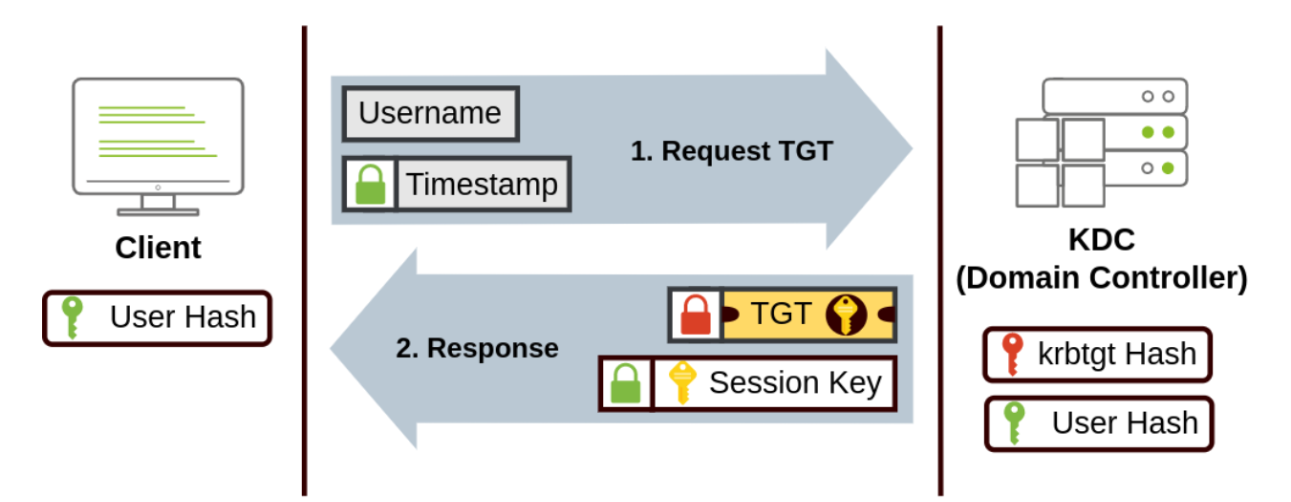 Username
Timestamp
1. Request TGT
Client
User Hash
KDC
(Domain Controller)
TGT
2. Response
Session Key
krbtgt Hash
User Hash